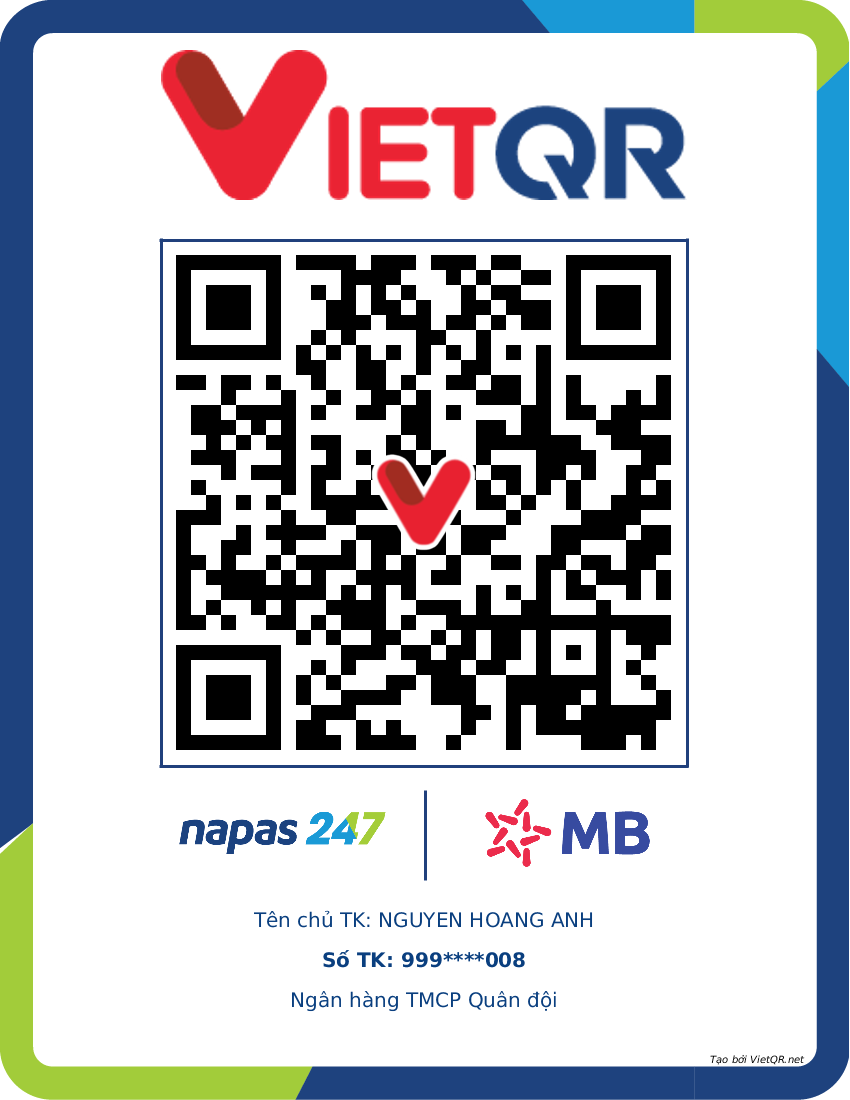 VIETQR
napas 247
MB
Tên chủ TK: NGUYEN HOANG ANH
Số TK: 999****008
Ngân hàng TMCP Quân đội
Tạo bởi VietQR.net